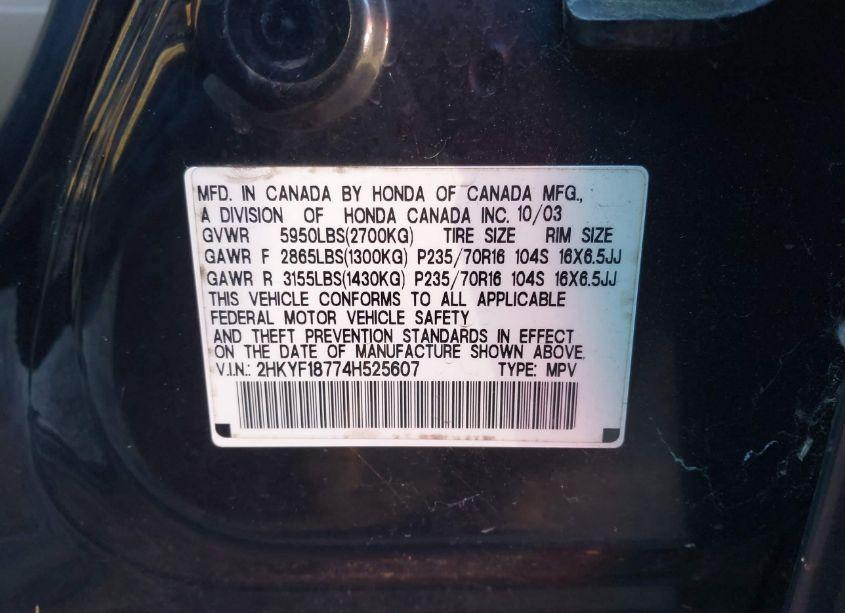 MFD. IN CANADA BY HONDA OF CANADA MFG.,
A DIVISION OF HONDA CANADA INC. 10/03
GVWR 5950LBS(2700KG) TIRE SIZE RIM SIZE
GAWR F 2865LBS(1300KG) P235/70R16 104S 16X6.5JJ
GAWR R 3155LBS(1430KG) P235/70R16 104S 16X6.5JJ
THIS VEHICLE CONFORMS TO ALL APPLICABLE
FEDERAL MOTOR VEHICLE SAFETY
AND THEFT PREVENTION STANDARDS IN EFFECT
ON THE DATE OF MANUFACTURE SHOWN ABOVE.
V.I.N.: 2HKYF18774H525607 TYPE: MPV